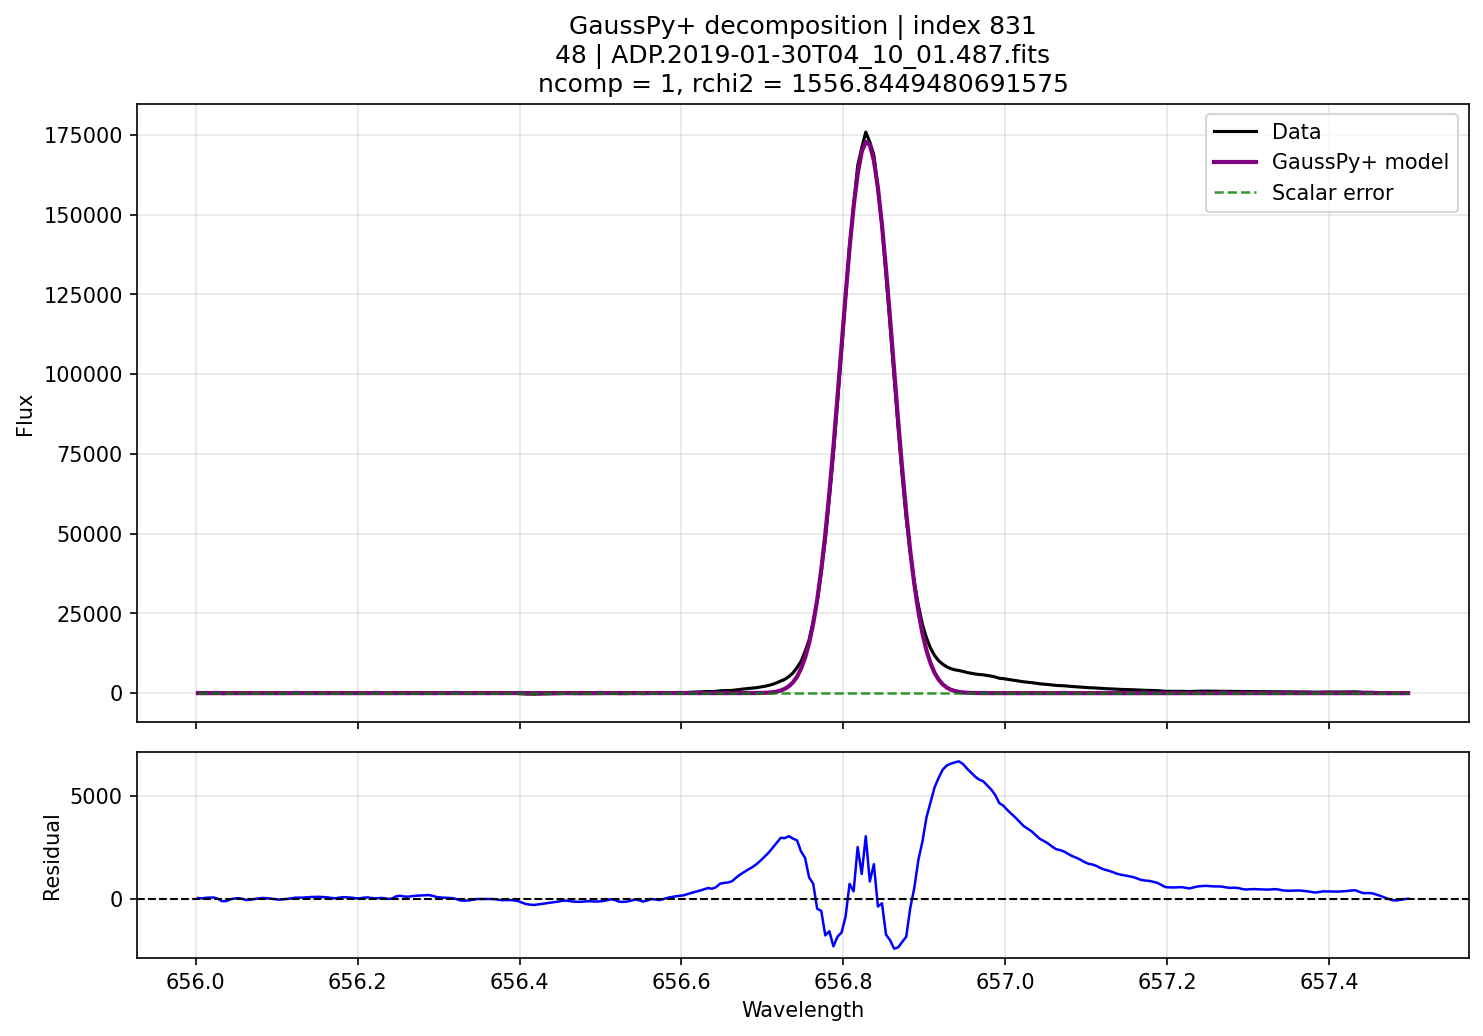 GaussPy+ decomposition | index 831
48 | ADP.2019-01-30T04_10_01.487.fits
ncomp = 1, rchi2 = 1556.8449480691575
Data
GaussPy+ model
Scalar error
175000
150000
125000
100000
75000
50000
25000
0
Flux
5000
0
Residual
656.0 656.2 656.4 656.6 656.8 657.0 657.2 657.4
Wavelength